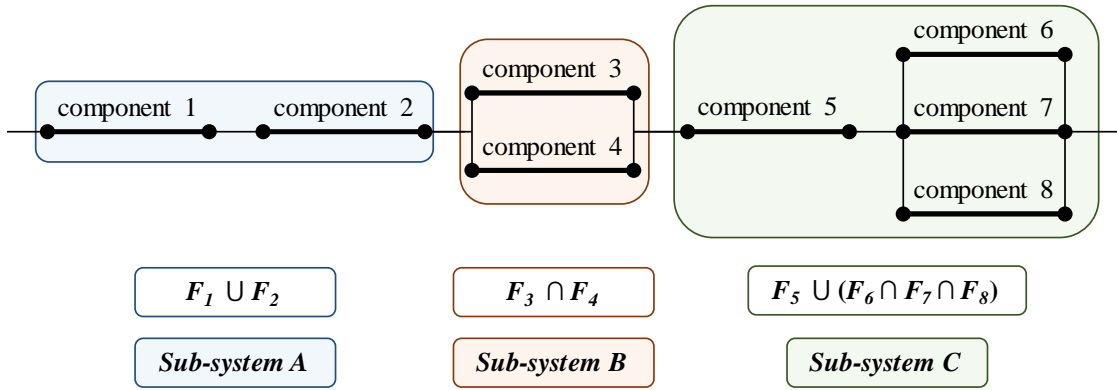 component 1
component 2
component 3
component 4
component 5
component 6
component 7
component 8
F₁ ∪ F₂
F₃ ∩ F₄
F₅ ∪ (F₆ ∩ F₇ ∩ F₈)
Sub-system A
Sub-system B
Sub-system C